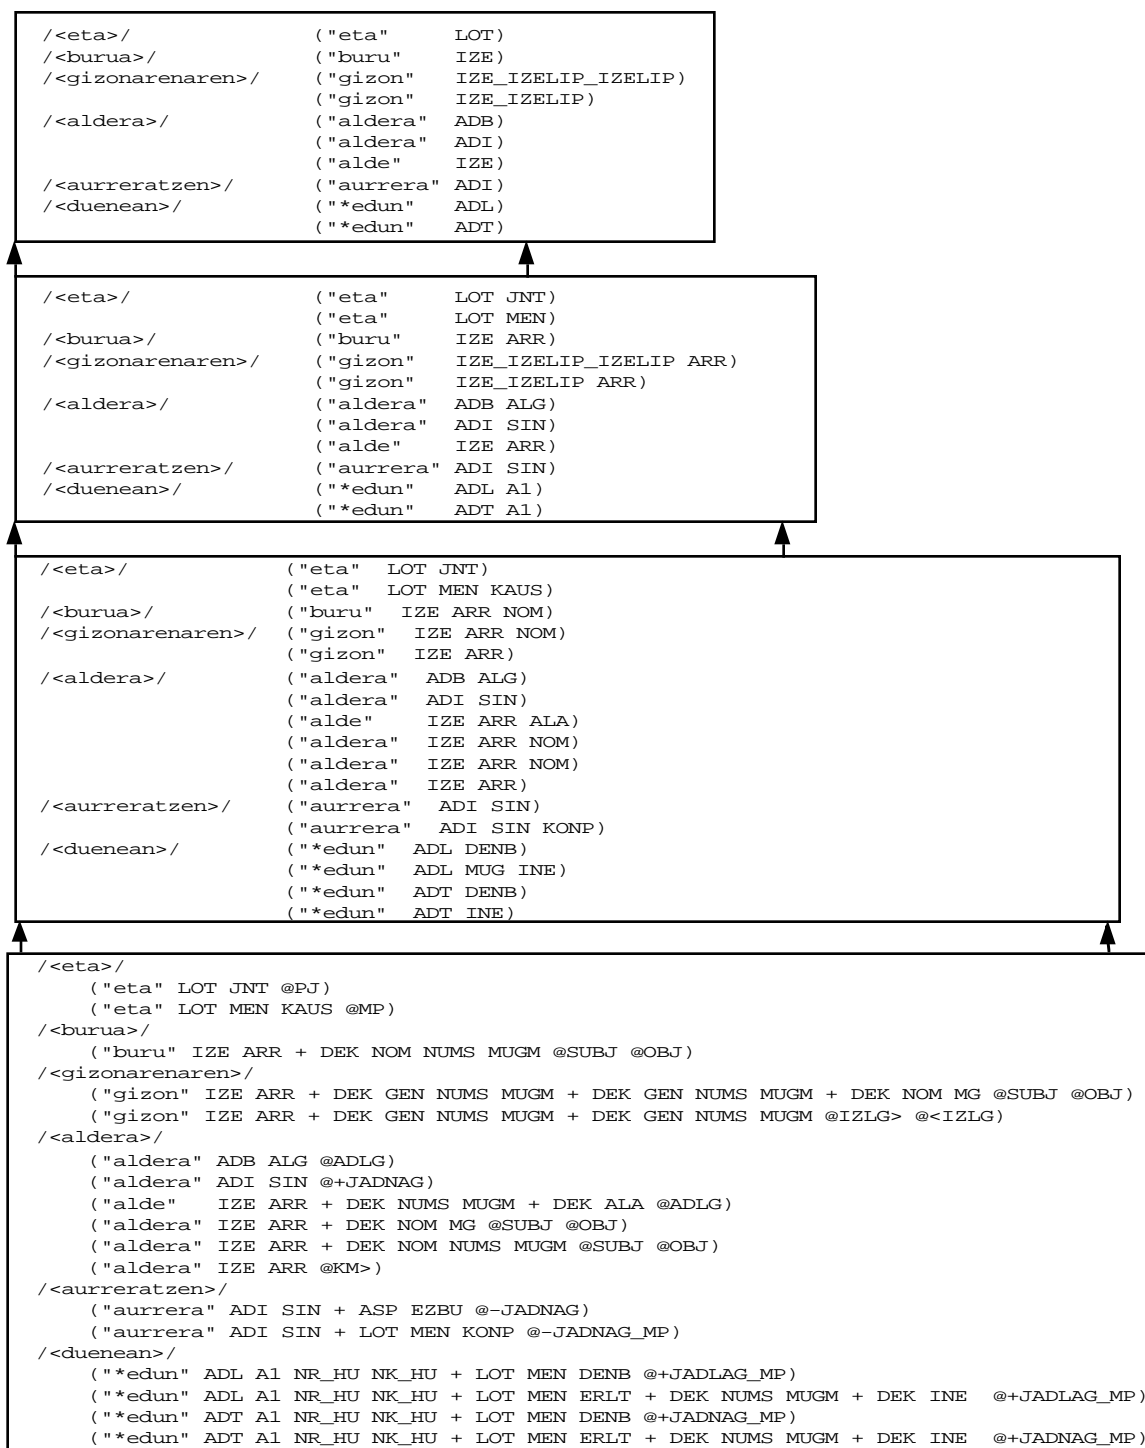 /<eta>/ ("eta" LOT)
/<burua>/ ("buru" IZE)
/<gizonarenaren>/ ("gizon" IZE_IZELIP_IZELIP)
("gizon" IZE_IZELIP)
/<aldera>/ ("aldera" ADB)
("aldera" ADI)
("alde" IZE)
/<aurreratzen>/ ("aurrera" ADI)
/<duenean>/ ("*edun" ADL)
("*edun" ADT)
/<eta>/ ("eta" LOT JNT)
("eta" LOT MEN)
/<burua>/ ("buru" IZE ARR)
/<gizonarenaren>/ ("gizon" IZE_IZELIP_IZELIP ARR)
("gizon" IZE_IZELIP ARR)
/<aldera>/ ("aldera" ADB ALG)
("aldera" ADI SIN)
("alde" IZE ARR)
/<aurreratzen>/ ("aurrera" ADI SIN)
/<duenean>/ ("*edun" ADL A1)
("*edun" ADT A1)
/<eta>/ ("eta" LOT JNT)
("eta" LOT MEN KAUS)
/<burua>/ ("buru" IZE ARR NOM)
/<gizonarenaren>/ ("gizon" IZE ARR NOM)
("gizon" IZE ARR)
/<aldera>/ ("aldera" ADB ALG)
("aldera" ADI SIN)
("alde" IZE ARR ALA)
("aldera" IZE ARR NOM)
("aldera" IZE ARR NOM)
("aldera" IZE ARR)
/<aurreratzen>/ ("aurrera" ADI SIN)
("aurrera" ADI SIN KONP)
/<duenean>/ ("*edun" ADL DENB)
("*edun" ADL MUG INE)
("*edun" ADT DENB)
("*edun" ADT INE)
/<eta>/
("eta" LOT JNT @PJ)
("eta" LOT MEN KAUS @MP)
/<burua>/
("buru" IZE ARR + DEK NOM NUMS MUGM @SUBJ @OBJ)
/<gizonarenaren>/
("gizon" IZE ARR + DEK GEN NUMS MUGM + DEK GEN NUMS MUGM + DEK NOM MG @SUBJ @OBJ)
("gizon" IZE ARR + DEK GEN NUMS MUGM + DEK GEN NUMS MUGM @IZLG> @<IZLG)
/<aldera>/
("aldera" ADB ALG @ADLG)
("aldera" ADI SIN @+JADNAG)
("alde" IZE ARR + DEK NUMS MUGM + DEK ALA @ADLG)
("aldera" IZE ARR + DEK NOM MG @SUBJ @OBJ)
("aldera" IZE ARR + DEK NOM NUMS MUGM @SUBJ @OBJ)
("aldera" IZE ARR @KM>)
/<aurreratzen>/
("aurrera" ADI SIN + ASP EZBU @-JADNAG)
("aurrera" ADI SIN + LOT MEN KONP @-JADNAG_MP)
/<duenean>/
("*edun" ADL A1 NR_HU NK_HU + LOT MEN DENB @+JADLAG_MP)
("*edun" ADL A1 NR_HU NK_HU + LOT MEN ERLT + DEK NUMS MUGM + DEK INE @+JADLAG_MP)
("*edun" ADT A1 NR_HU NK_HU + LOT MEN DENB @+JADNAG_MP)
("*edun" ADT A1 NR_HU NK_HU + LOT MEN ERLT + DEK NUMS MUGM + DEK INE @+JADNAG_MP)